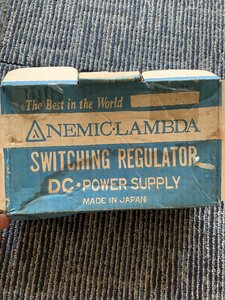 The Best in the World
NEMIC-LAMBDA
SWITCHING REGULATOR
DC·POWER SUPPLY
MADE IN JAPAN